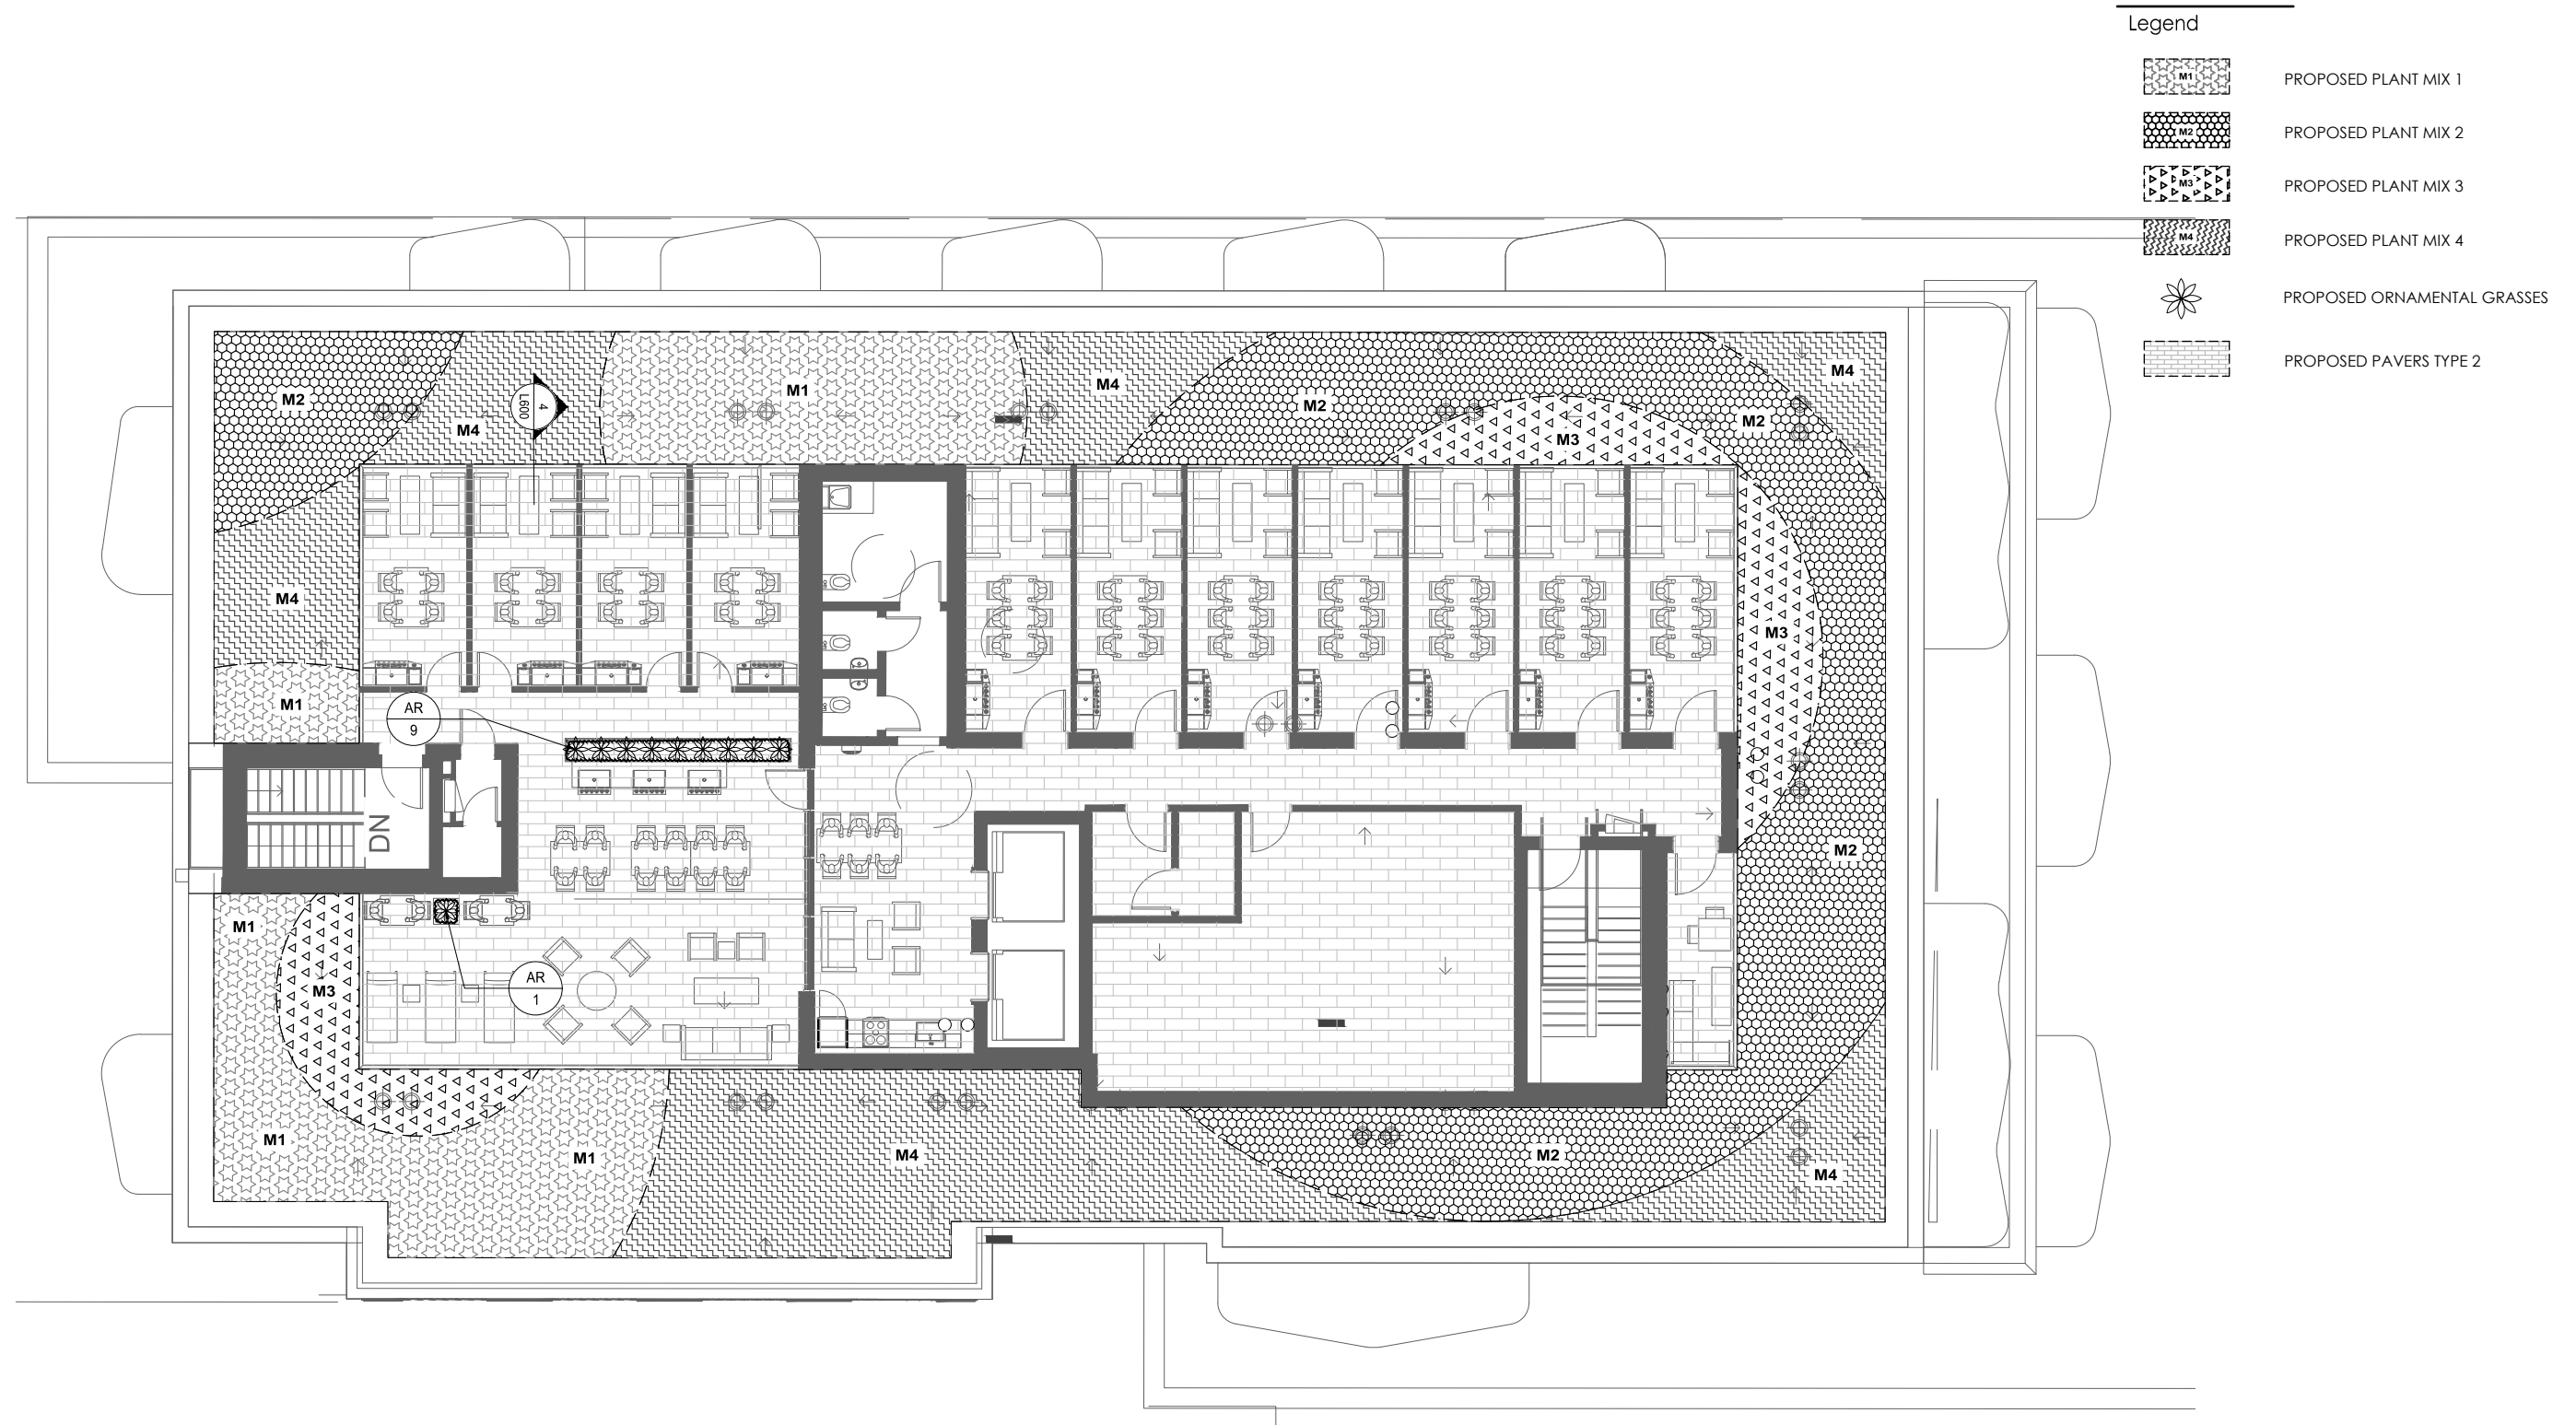 Legend
M1 PROPOSED PLANT MIX 1
M2 PROPOSED PLANT MIX 2
M3 PROPOSED PLANT MIX 3
M4 PROPOSED PLANT MIX 4
PROPOSED ORNAMENTAL GRASSES
PROPOSED PAVERS TYPE 2
M4
M1
M4
M2
M2
4
L600
M2
M4
M3
M4
M3
M1
AR
9
DN
M2
M1
AR
1
M3
M1
M1
M4
M2
M4